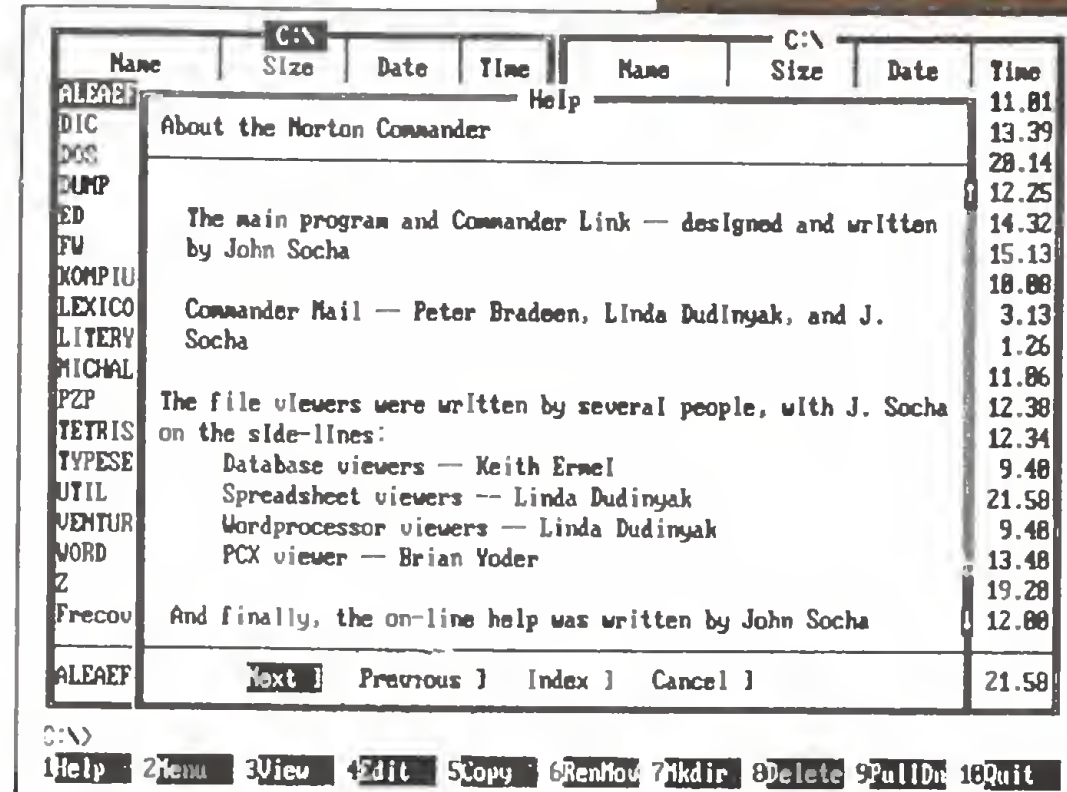 C:\ C:\
Name Size Date Time Name Size Date Time
Help
About the Norton Commander
The main program and Commander Link — designed and written
by John Socha
Commander Mail — Peter Bradeen, Linda Dudinyak, and J.
Socha
The file viewers were written by several people, with J. Socha
on the side-lines:
Database viewers — Keith Ermel
Spreadsheet viewers -- Linda Dudinyak
Wordprocessor viewers — Linda Dudinyak
PCX viewer — Brian Yoder
And finally, the on-line help was written by John Socha
Next ] Previous ] Index ] Cancel ]
ALEAEF
DIC
DOS
DUMP
ED
FW
KOMPIU
LEXICO
LITERY
MICHAL
PZP
TETRIS
TYPESE
UTIL
VENTUR
WORD
Z
Frecov
ALEAEF
11.01
13.39
20.14
12.25
14.32
15.13
10.00
3.13
1.26
11.06
12.38
12.34
9.40
21.58
9.40
13.40
19.20
12.00
21.58
C:\>
1Help 2Menu 3View 4Edit 5Copy 6RenMov 7Mkdir 8Delete 9PullDn 10Quit